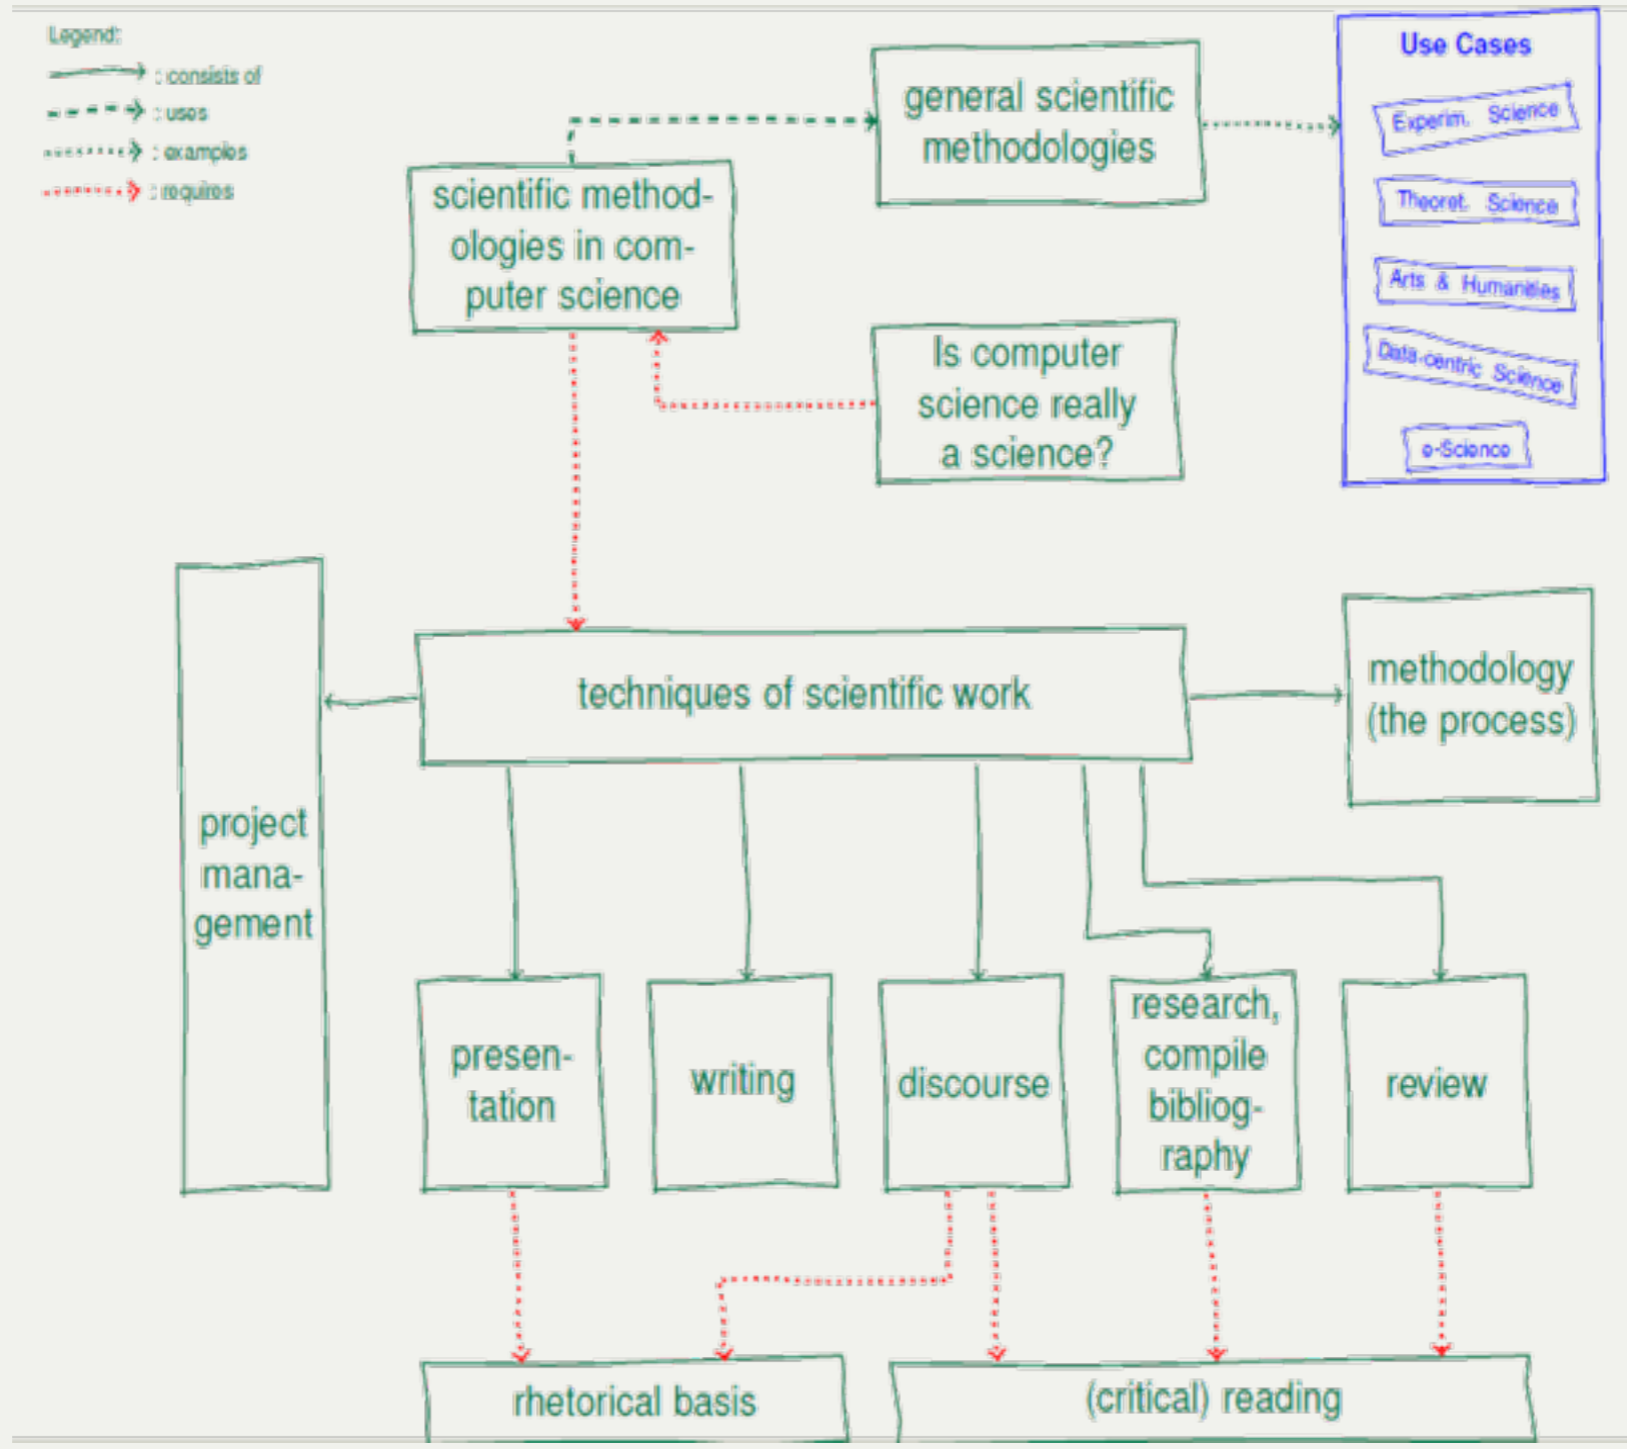 Legend:
: consists of
: uses
: examples
: requires
general scientific
methodologies
Use Cases
Experim. Science
Theoret. Science
Arts & Humanities
Data-centric Science
e-Science
scientific method-
ologies in com-
puter science
Is computer
science really
a science?
techniques of scientific work
methodology
(the process)
project
mana-
gement
presen-
tation
writing
discourse
research,
compile
bibliog-
raphy
review
rhetorical basis
(critical) reading